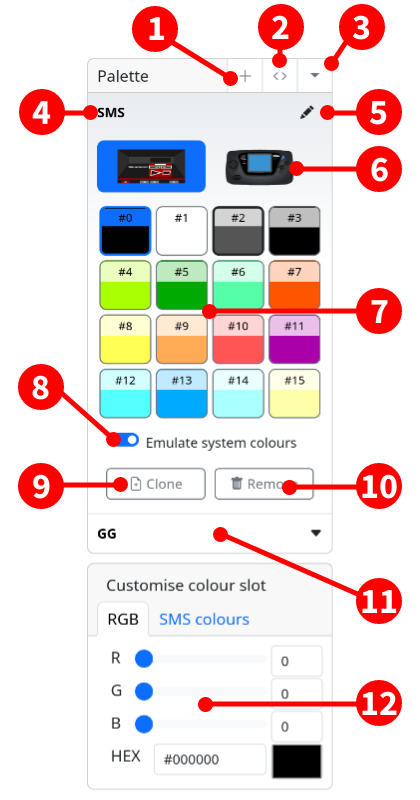 1
2
3
Palette
4
SMS
5
6
#0 #1 #2 #3
#4 #5 #6 #7
7
#8 #9 #10 #11
#12 #13 #14 #15
8
Emulate system colours
9
Clone
10
GG
11
Customise colour slot
RGB SMS colours
R 0
G 0
12
B 0
HEX #000000